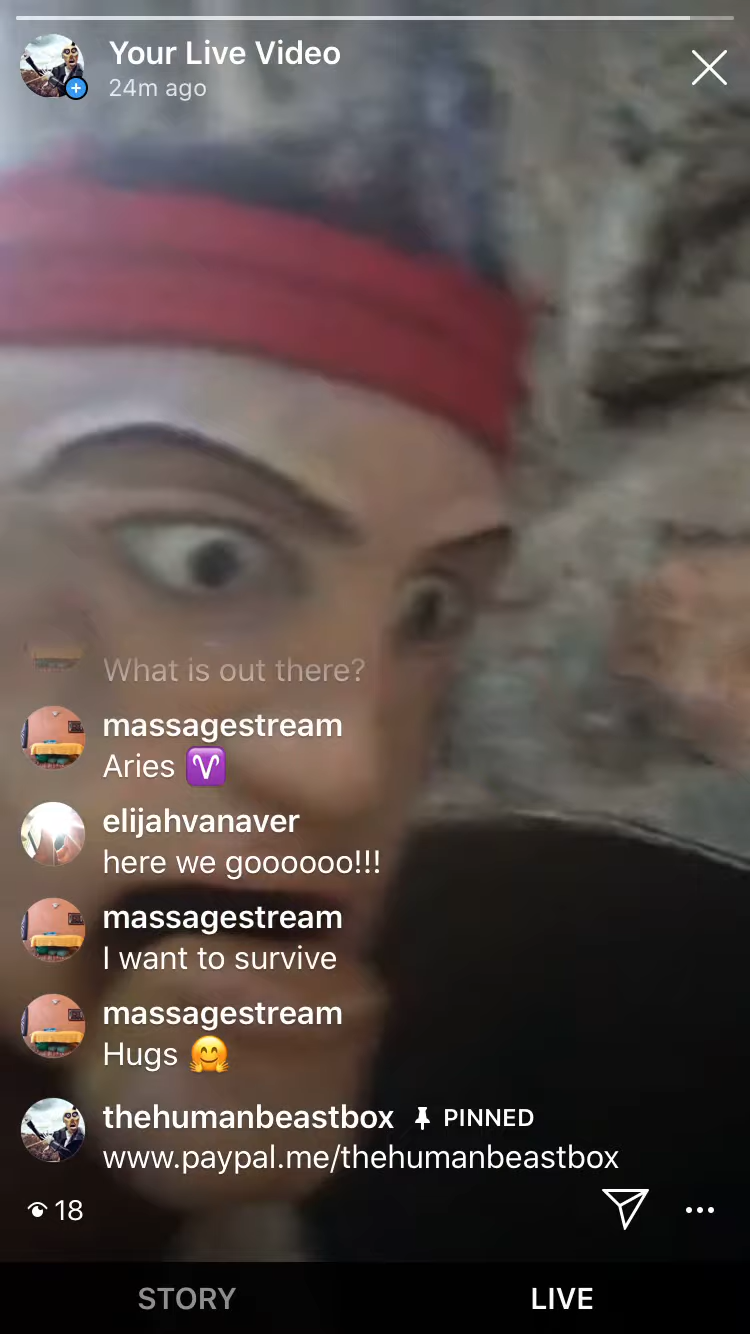 Your Live Video
24m ago
What is out there?
massagestream
Aries ♈
elijahvanaver
here we goooooo!!!
massagestream
I want to survive
massagestream
Hugs 🤗
thehumanbeastbox PINNED
www.paypal.me/thehumanbeastbox
18
STORY LIVE